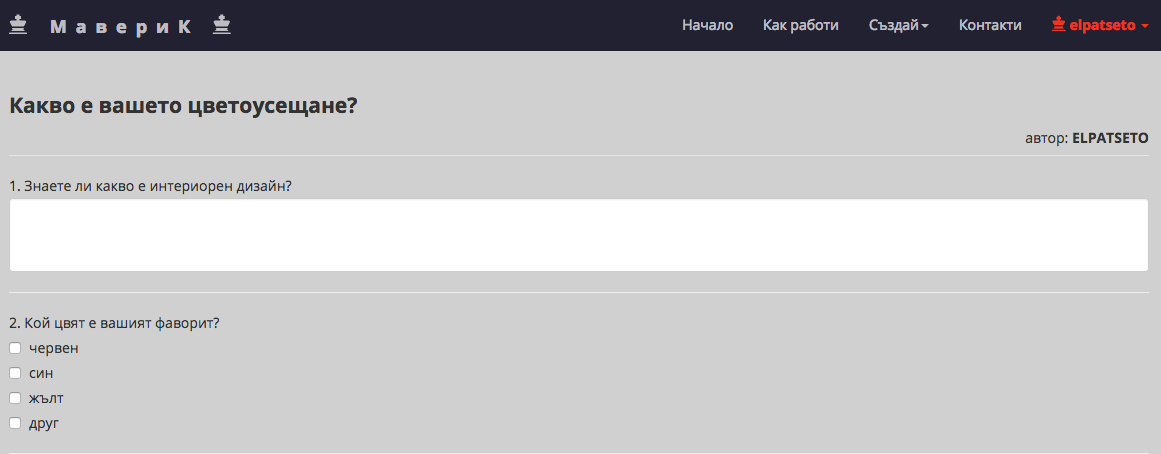 МавериК Начало Как работи Създай Контакти elpatseto
Какво е вашето цветоусещане?
автор: ELPATSETO
1. Знаете ли какво е интериорен дизайн?
2. Кой цвят е вашият фаворит?
червен
син
жълт
друг